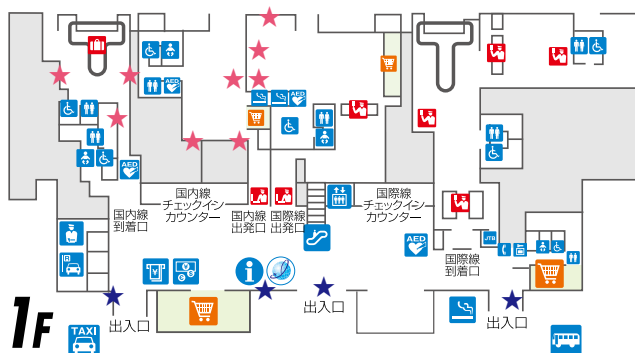 AED
AED
AED
国内線
チェックイン
カウンター
国内線
到着口
国内線
出発口
国際線
出発口
国際線
チェックイン
カウンター
AED
JTB
国際線
到着口
P
i
1F
出入口
出入口
出入口
TAXI